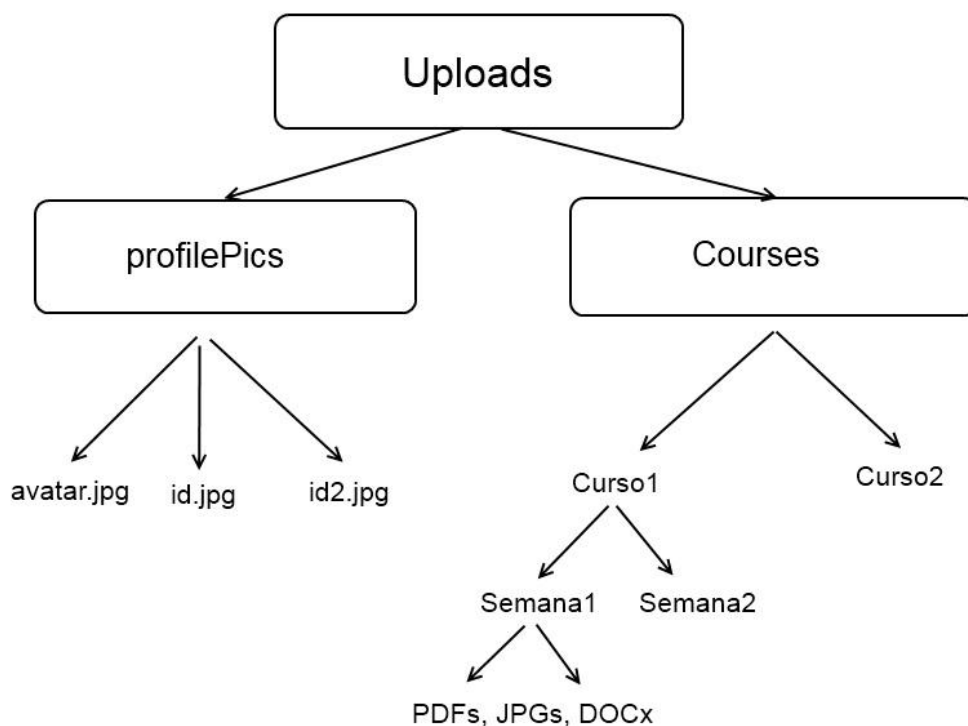 Uploads
profilePics
Courses
avatar.jpg
id.jpg
id2.jpg
Curso1
Curso2
Semana1
Semana2
PDFs, JPGs, DOCx